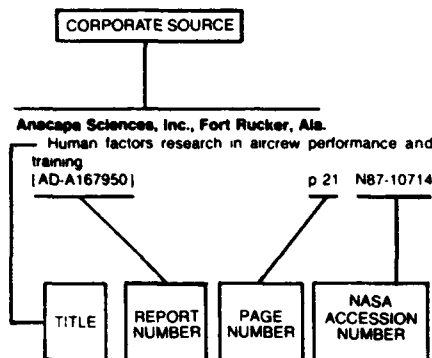 CORPORATE SOURCE
Anacapa Sciences, Inc., Fort Rucker, Ala.
Human factors research in aircrew performance and
training
[AD-A167950] p 21 N87-10714
TITLE
REPORT
NUMBER
PAGE
NUMBER
NASA
ACCESSION
NUMBER